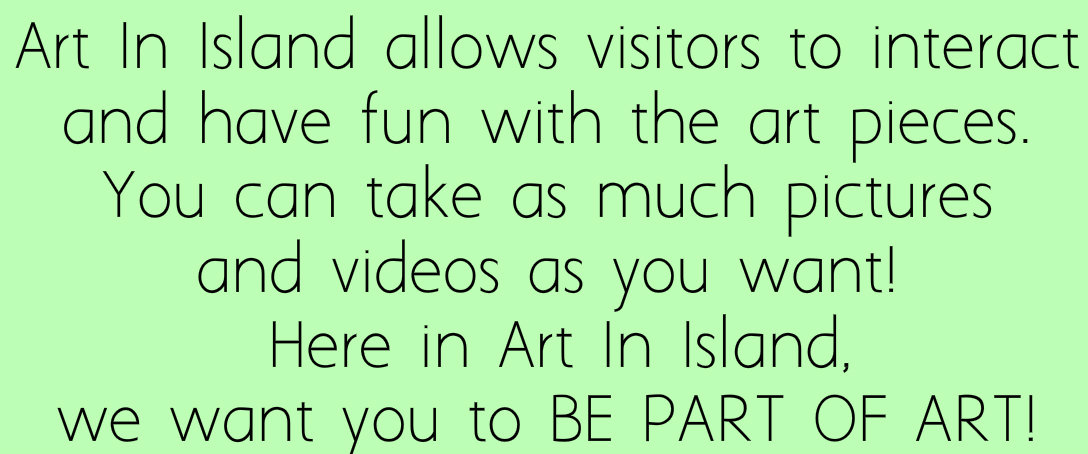 Art In Island allows visitors to interact
and have fun with the art pieces.
You can take as much pictures
and videos as you want!
Here in Art In Island,
we want you to BE PART OF ART!